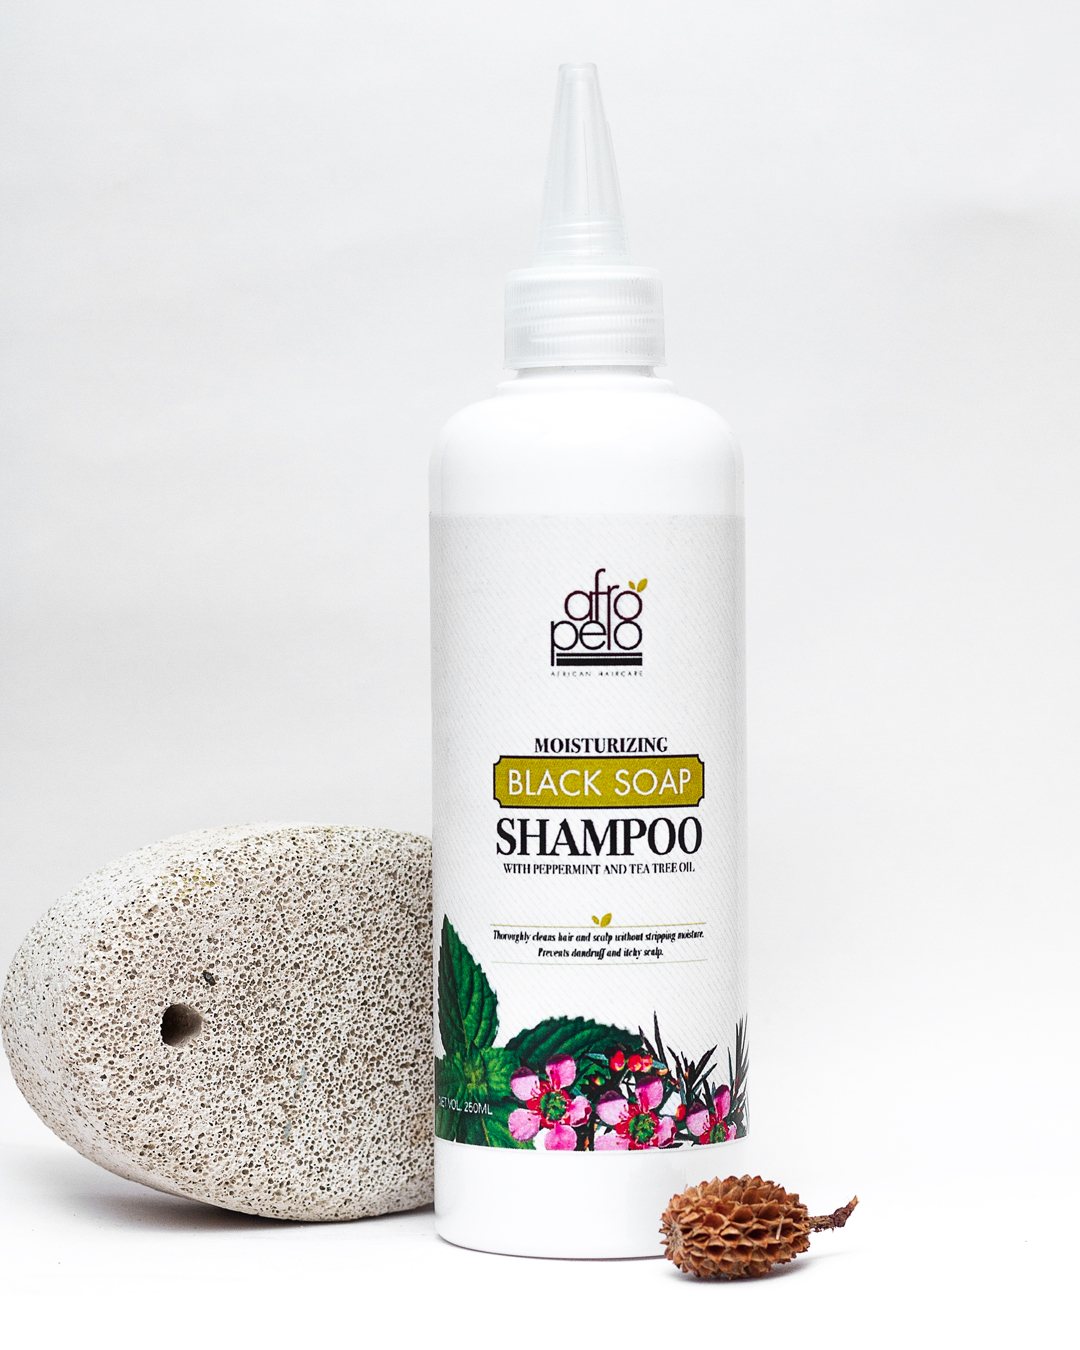 afro
pelo
AFRICAN HAIRCARE
MOISTURIZING
BLACK SOAP
SHAMPOO
WITH PEPPERMINT AND TEA TREE OIL
Thoroughly cleans hair and scalp without stripping moisture.
Prevents dandruff and itchy scalp.
NET VOL. 250ML